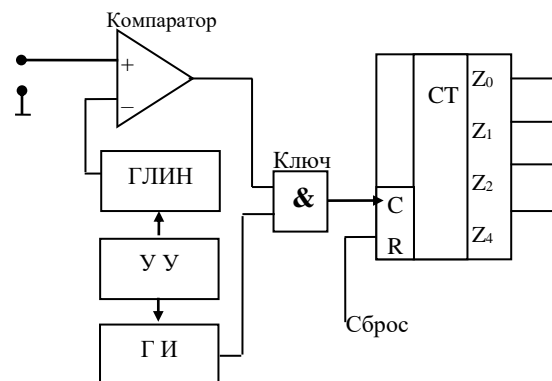 Компаратор
+
–
ГЛИН
У У
Г И
Ключ
&
CT
C
R
Z0
Z1
Z2
Z4
Сброс